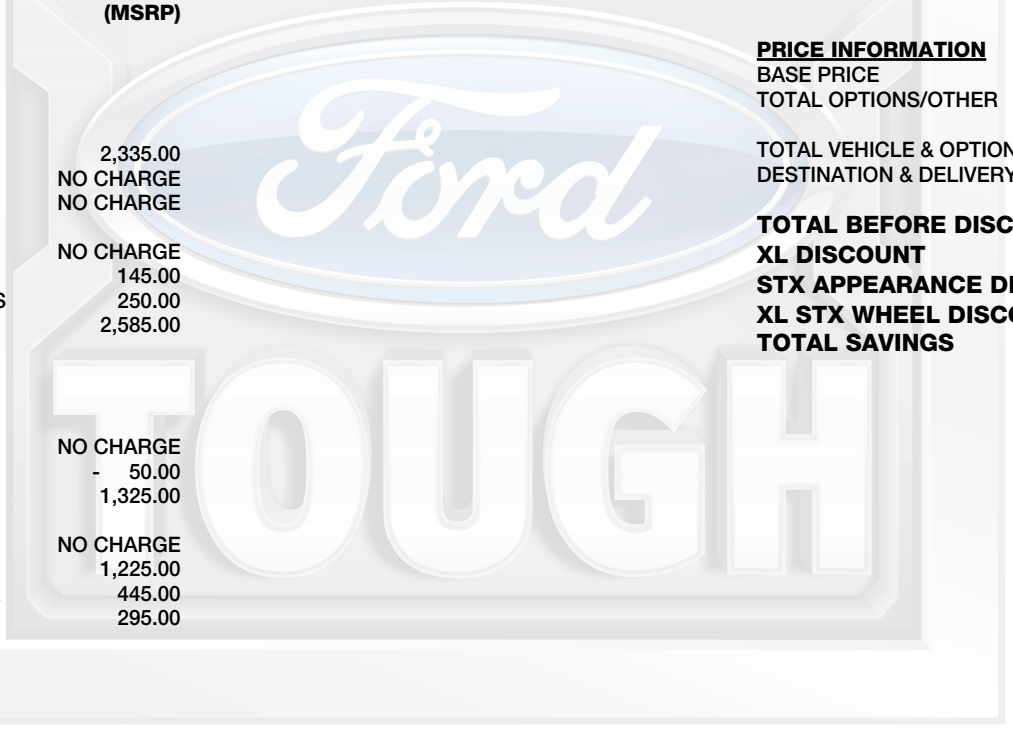 (MSRP)
2,335.00
NO CHARGE
NO CHARGE
NO CHARGE
145.00
S 250.00
2,585.00
NO CHARGE
- 50.00
1,325.00
NO CHARGE
1,225.00
445.00
295.00
PRICE INFORMATION
BASE PRICE
TOTAL OPTIONS/OTHER
TOTAL VEHICLE & OPTION
DESTINATION & DELIVERY
TOTAL BEFORE DISC
XL DISCOUNT
STX APPEARANCE DI
XL STX WHEEL DISCO
TOTAL SAVINGS
Ford
TOUGH